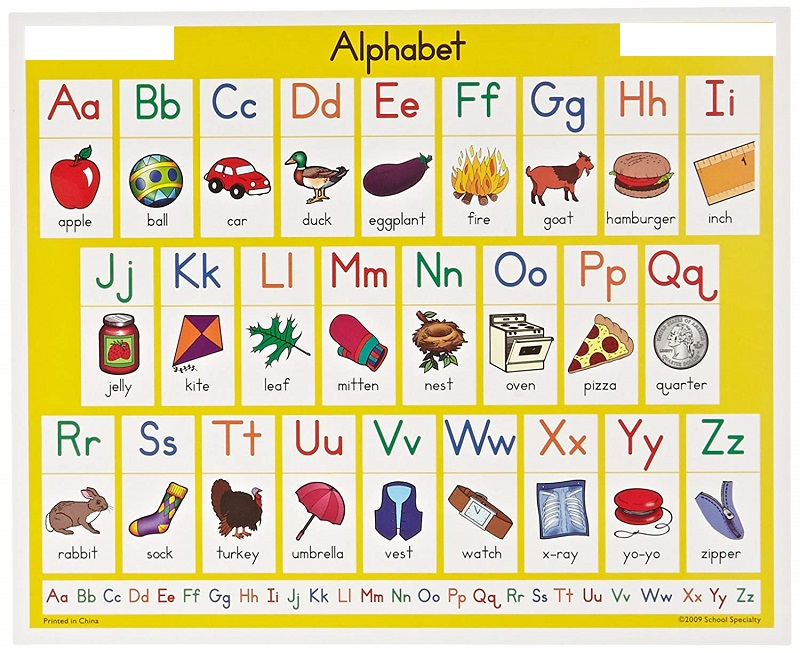 Alphabet
Aa Bb Cc Dd Ee Ff Gg Hh Ii
apple ball car duck eggplant fire goat hamburger inch
Jj Kk Ll Mm Nn Oo Pp Qq
jelly kite leaf mitten nest oven pizza quarter
Rr Ss Tt Uu Vv Ww Xx Yy Zz
rabbit sock turkey umbrella vest watch x-ray yo-yo zipper
Aa Bb Cc Dd Ee Ff Gg Hh Ii Jj Kk Ll Mm Nn Oo Pp Qq Rr Ss Tt Uu Vv Ww Xx Yy Zz
Printed in China ©2009 School Specialty